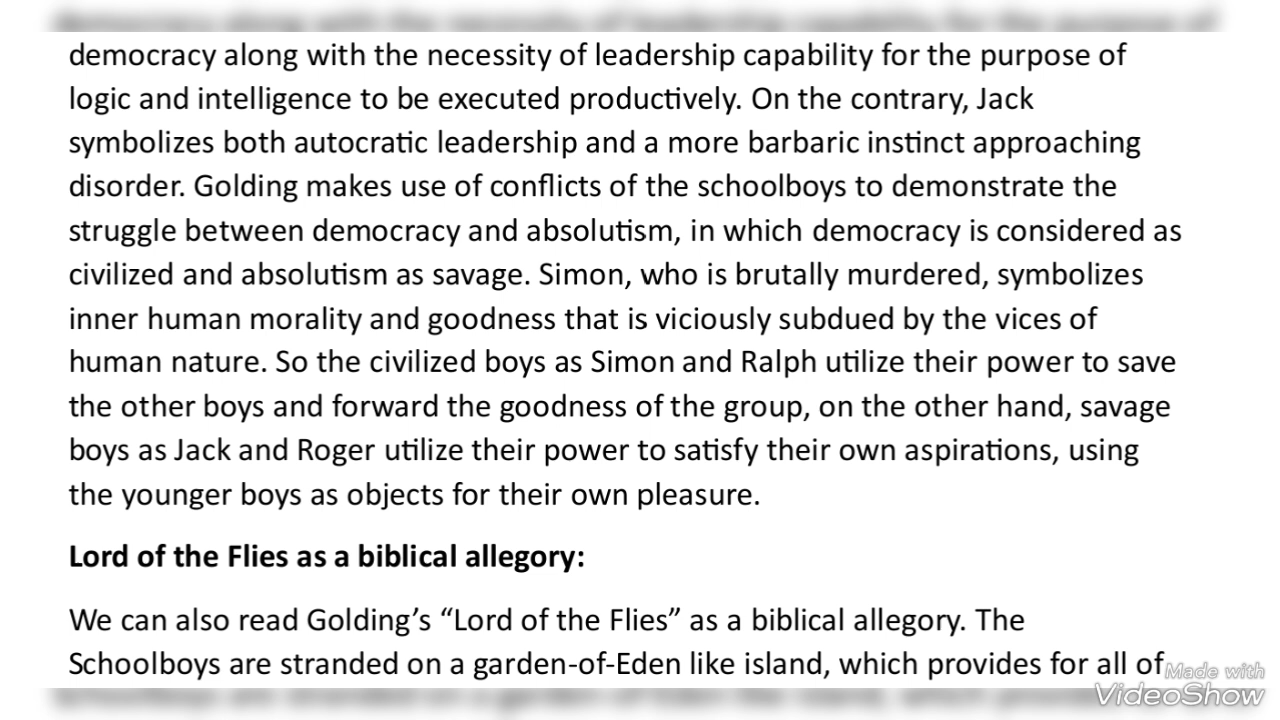 democracy along with the necessity of leadership capability for the purpose of
logic and intelligence to be executed productively. On the contrary, Jack
symbolizes both autocratic leadership and a more barbaric instinct approaching
disorder. Golding makes use of conflicts of the schoolboys to demonstrate the
struggle between democracy and absolutism, in which democracy is considered as
civilized and absolutism as savage. Simon, who is brutally murdered, symbolizes
inner human morality and goodness that is viciously subdued by the vices of
human nature. So the civilized boys as Simon and Ralph utilize their power to save
the other boys and forward the goodness of the group, on the other hand, savage
boys as Jack and Roger utilize their power to satisfy their own aspirations, using
the younger boys as objects for their own pleasure.
Lord of the Flies as a biblical allegory:
We can also read Golding’s “Lord of the Flies” as a biblical allegory. The
Schoolboys are stranded on a garden-of-Eden like island, which provides for all of
Made with
VideoShow